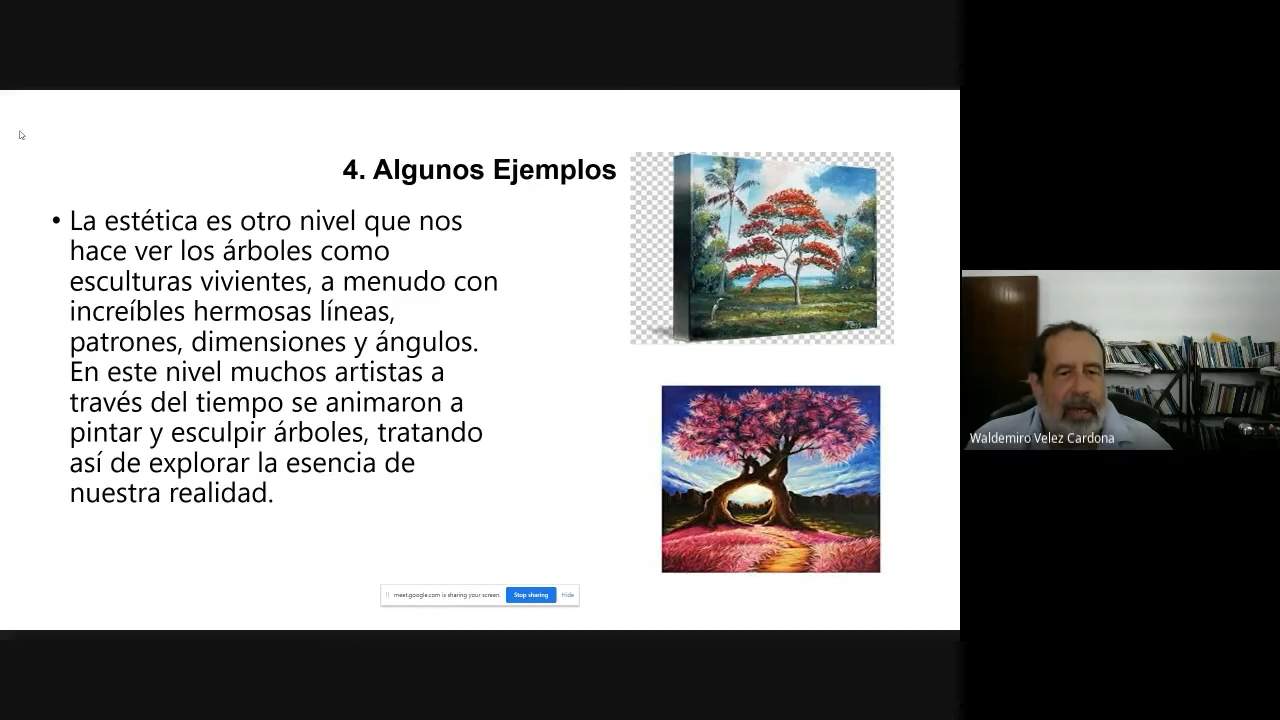 4. Algunos Ejemplos
• La estética es otro nivel que nos
hace ver los árboles como
esculturas vivientes, a menudo con
increíbles hermosas líneas,
patrones, dimensiones y ángulos.
En este nivel muchos artistas a
través del tiempo se animaron a
pintar y esculpir árboles, tratando
así de explorar la esencia de
nuestra realidad.
meet.google.com is sharing your screen.
Stop sharing
Hide
Waldemiro Velez Cardona